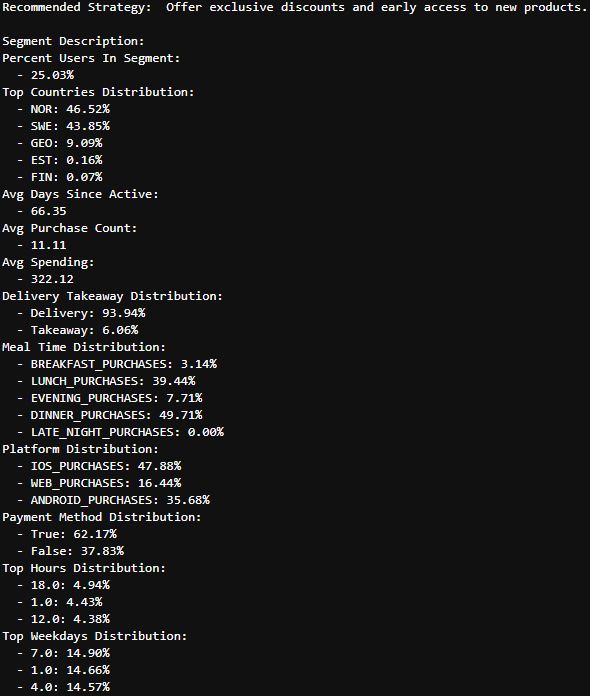 Recommended Strategy:  Offer exclusive discounts and early access to new products.
Segment Description:
Percent Users In Segment:
  - 25.03%
Top Countries Distribution:
  - NOR: 46.52%
  - SWE: 43.85%
  - GEO: 9.09%
  - EST: 0.16%
  - FIN: 0.07%
Avg Days Since Active:
  - 66.35
Avg Purchase Count:
  - 11.11
Avg Spending:
  - 322.12
Delivery Takeaway Distribution:
  - Delivery: 93.94%
  - Takeaway: 6.06%
Meal Time Distribution:
  - BREAKFAST_PURCHASES: 3.14%
  - LUNCH_PURCHASES: 39.44%
  - EVENING_PURCHASES: 7.71%
  - DINNER_PURCHASES: 49.71%
  - LATE_NIGHT_PURCHASES: 0.00%
Platform Distribution:
  - IOS_PURCHASES: 47.88%
  - WEB_PURCHASES: 16.44%
  - ANDROID_PURCHASES: 35.68%
Payment Method Distribution:
  - True: 62.17%
  - False: 37.83%
Top Hours Distribution:
  - 18.0: 4.94%
  - 1.0: 4.43%
  - 12.0: 4.38%
Top Weekdays Distribution:
  - 7.0: 14.90%
  - 1.0: 14.66%
  - 4.0: 14.57%